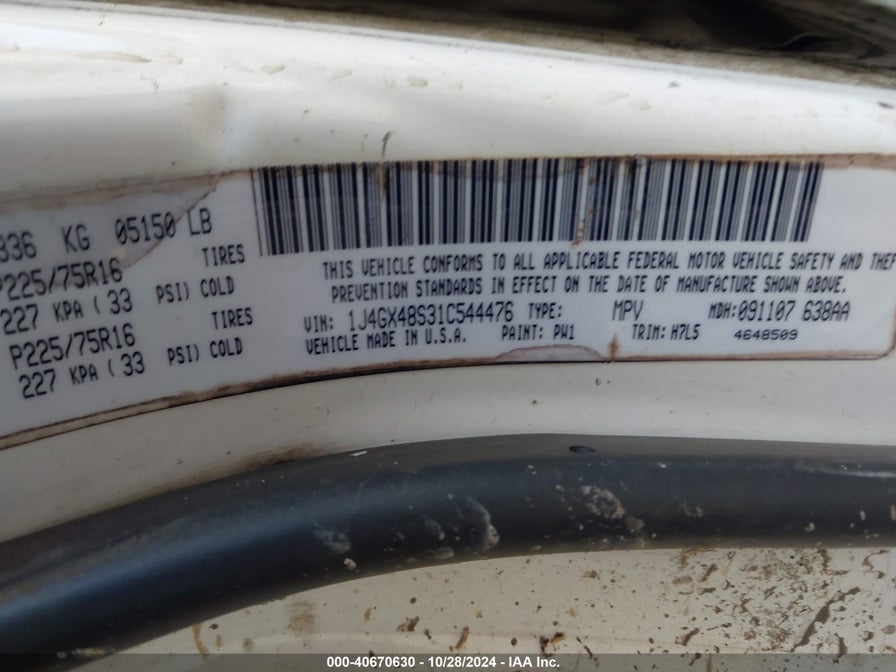 336 KG 05150 LB
P225/75R16 TIRES
227 KPA ( 33 PSI) COLD
P225/75R16 TIRES
227 KPA ( 33 PSI) COLD
THIS VEHICLE CONFORMS TO ALL APPLICABLE FEDERAL MOTOR VEHICLE SAFETY AND THEF
PREVENTION STANDARDS IN EFFECT ON THE DATE OF MANUFACTURE SHOWN ABOVE.
VIN: 1J4GX48S31C544476 TYPE: MPV MDH:091107 638AA
VEHICLE MADE IN U.S.A. PAINT: PW1 TRIM: H7L5 4648509
000-40670630 - 10/28/2024 - IAA Inc.